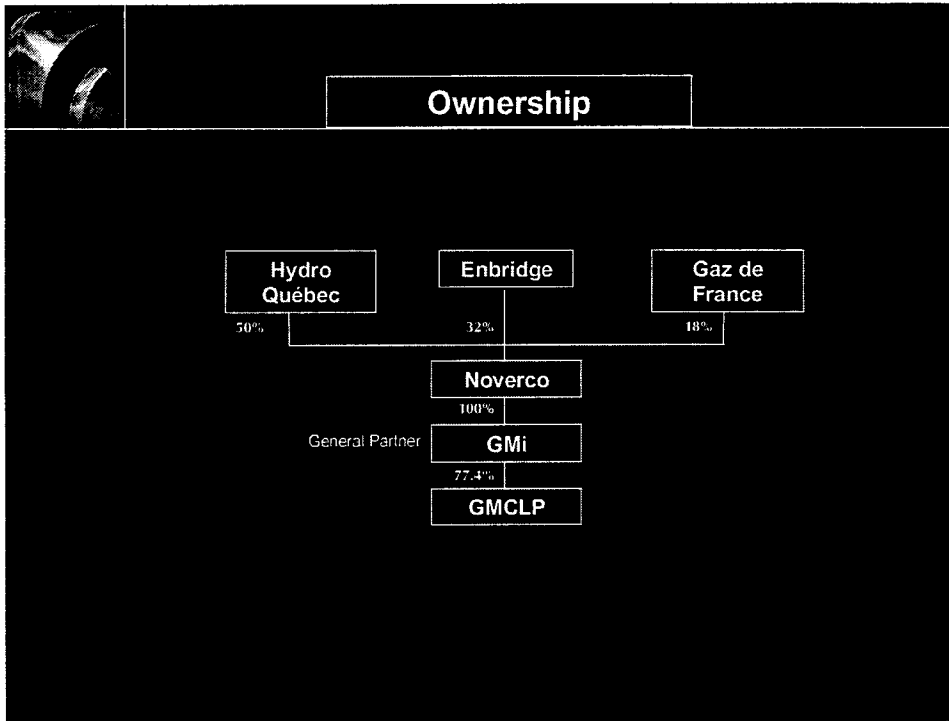 Ownership
Hydro
Québec
Enbridge
Gaz de
France
50%
32%
18%
Noverco
100%
General Partner
GMi
77.4%
GMCLP